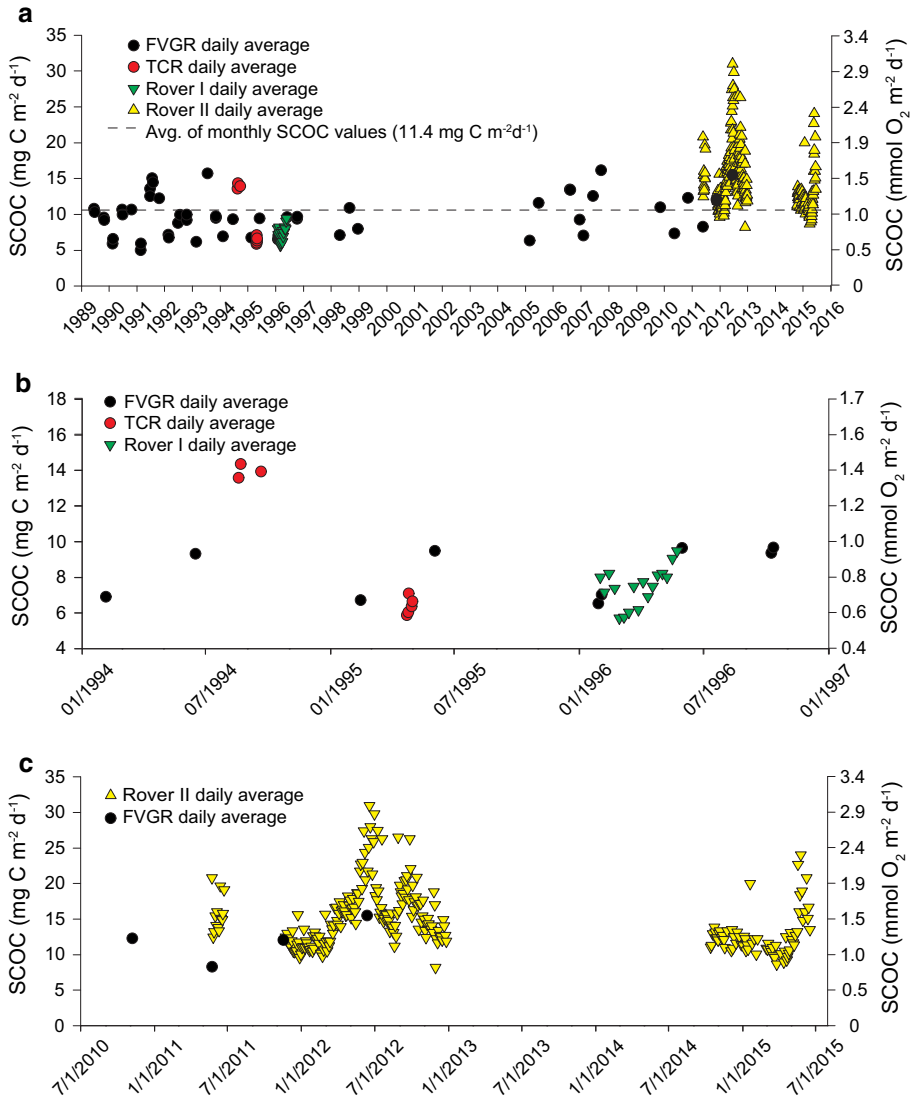 a
SCOC (mg C m⁻² d⁻¹)
35
30
25
20
15
10
5
0
FVGR daily average
TCR daily average
Rover I daily average
Rover II daily average
Avg. of monthly SCOC values (11.4 mg C m⁻²d⁻¹)
3.4
2.9
2.4
2.0
1.5
1.0
0.5
0
SCOC (mmol O₂ m⁻² d⁻¹)
1989 1990 1991 1992 1993 1994 1995 1996 1997 1998 1999 2000 2001 2002 2003 2004 2005 2006 2007 2008 2009 2010 2011 2012 2013 2014 2015 2016
b
SCOC (mg C m⁻² d⁻¹)
18
16
14
12
10
8
6
4
FVGR daily average
TCR daily average
Rover I daily average
1.7
1.6
1.4
1.2
1.0
0.8
0.6
0.4
SCOC (mmol O₂ m⁻² d⁻¹)
01/1994 07/1994 01/1995 07/1995 01/1996 07/1996 01/1997
c
SCOC (mg C m⁻² d⁻¹)
35
30
25
20
15
10
5
0
Rover II daily average
FVGR daily average
3.4
2.9
2.4
2.0
1.5
1.0
0.5
0
SCOC (mmol O₂ m⁻² d⁻¹)
7/1/2010 1/1/2011 7/1/2011 1/1/2012 7/1/2012 1/1/2013 7/1/2013 1/1/2014 7/1/2014 1/1/2015 7/1/2015